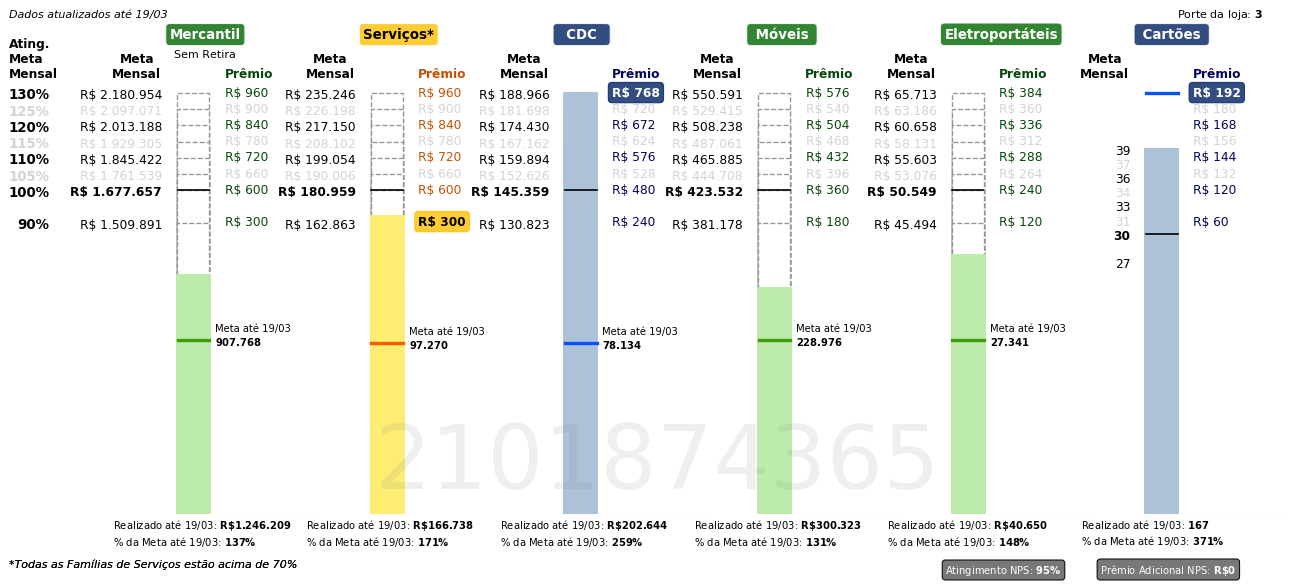 Dados atualizados até 19/03
Porte da loja: 3
Mercantil Serviços* CDC Móveis Eletroportáteis Cartões
Sem Retira
Ating. Meta Mensal
Meta Mensal Prêmio Meta Mensal Prêmio Meta Mensal Prêmio Meta Mensal Prêmio Meta Mensal Prêmio Meta Mensal Prêmio
130% R$ 2.180.954 R$ 960 R$ 235.246 R$ 960 R$ 188.966 R$ 768 R$ 550.591 R$ 576 R$ 65.713 R$ 384 R$ 192
125% R$ 2.097.071 R$ 900 R$ 226.198 R$ 900 R$ 181.698 R$ 720 R$ 529.415 R$ 540 R$ 63.186 R$ 360 R$ 180
120% R$ 2.013.188 R$ 840 R$ 217.150 R$ 840 R$ 174.430 R$ 672 R$ 508.238 R$ 504 R$ 60.658 R$ 336 R$ 168
115% R$ 1.929.305 R$ 780 R$ 208.102 R$ 780 R$ 167.162 R$ 624 R$ 487.061 R$ 468 R$ 58.131 R$ 312 R$ 156
39
110% R$ 1.845.422 R$ 720 R$ 199.054 R$ 720 R$ 159.894 R$ 576 R$ 465.885 R$ 432 R$ 55.603 R$ 288 R$ 144
37
105% R$ 1.761.539 R$ 660 R$ 190.006 R$ 660 R$ 152.626 R$ 528 R$ 444.708 R$ 396 R$ 53.076 R$ 264 R$ 132
36
100% R$ 1.677.657 R$ 600 R$ 180.959 R$ 600 R$ 145.359 R$ 480 R$ 423.532 R$ 360 R$ 50.549 R$ 240 R$ 120
34
33
90% R$ 1.509.891 R$ 300 R$ 162.863 R$ 300 R$ 130.823 R$ 240 R$ 381.178 R$ 180 R$ 45.494 R$ 120 31 R$ 60
30
27
Meta até 19/03 Meta até 19/03 Meta até 19/03 Meta até 19/03 Meta até 19/03
907.768 97.270 78.134 228.976 27.341
2101874365
Realizado até 19/03: R$1.246.209 Realizado até 19/03: R$166.738 Realizado até 19/03: R$202.644 Realizado até 19/03: R$300.323 Realizado até 19/03: R$40.650 Realizado até 19/03: 167
% da Meta até 19/03: 137% % da Meta até 19/03: 171% % da Meta até 19/03: 259% % da Meta até 19/03: 131% % da Meta até 19/03: 148% % da Meta até 19/03: 371%
*Todas as Famílias de Serviços estão acima de 70%
Atingimento NPS: 95% Prêmio Adicional NPS: R$0